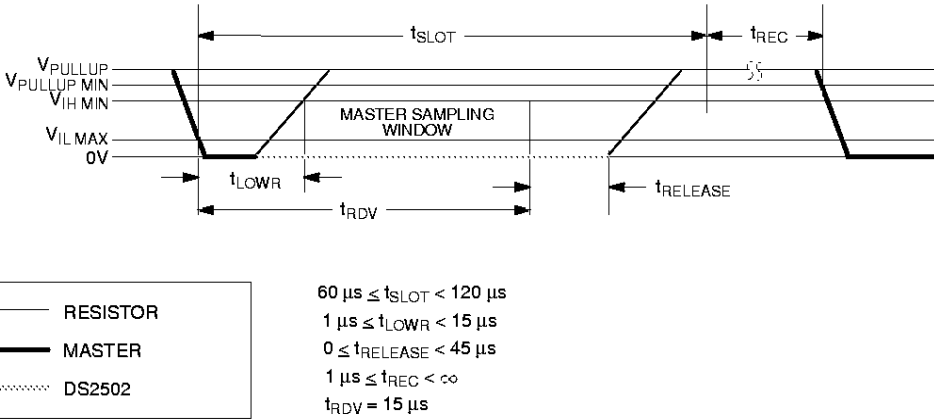 tSLOT
tREC
VPULLUP
VPULLUP MIN
VIH MIN
MASTER SAMPLING
WINDOW
VIL MAX
0V
tLOWR
tRELEASE
tRDV
RESISTOR
MASTER
DS2502
60 µs ≤ tSLOT < 120 µs
1 µs ≤ tLOWR < 15 µs
0 ≤ tRELEASE < 45 µs
1 µs ≤ tREC < ∞
tRDV = 15 µs